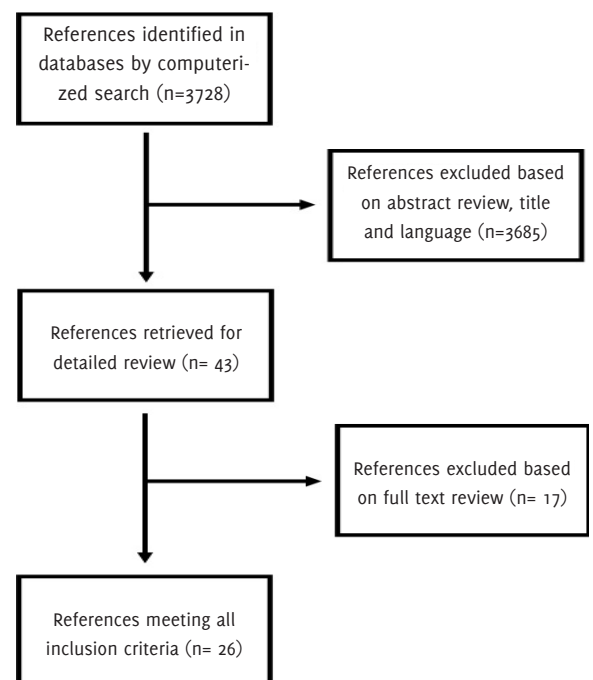 References identified in
databases by computeri-
zed search (n=3728)
References excluded based
on abstract review, title
and language (n=3685)
References retrieved for
detailed review (n= 43)
References excluded based
on full text review (n= 17)
References meeting all
inclusion criteria (n= 26)